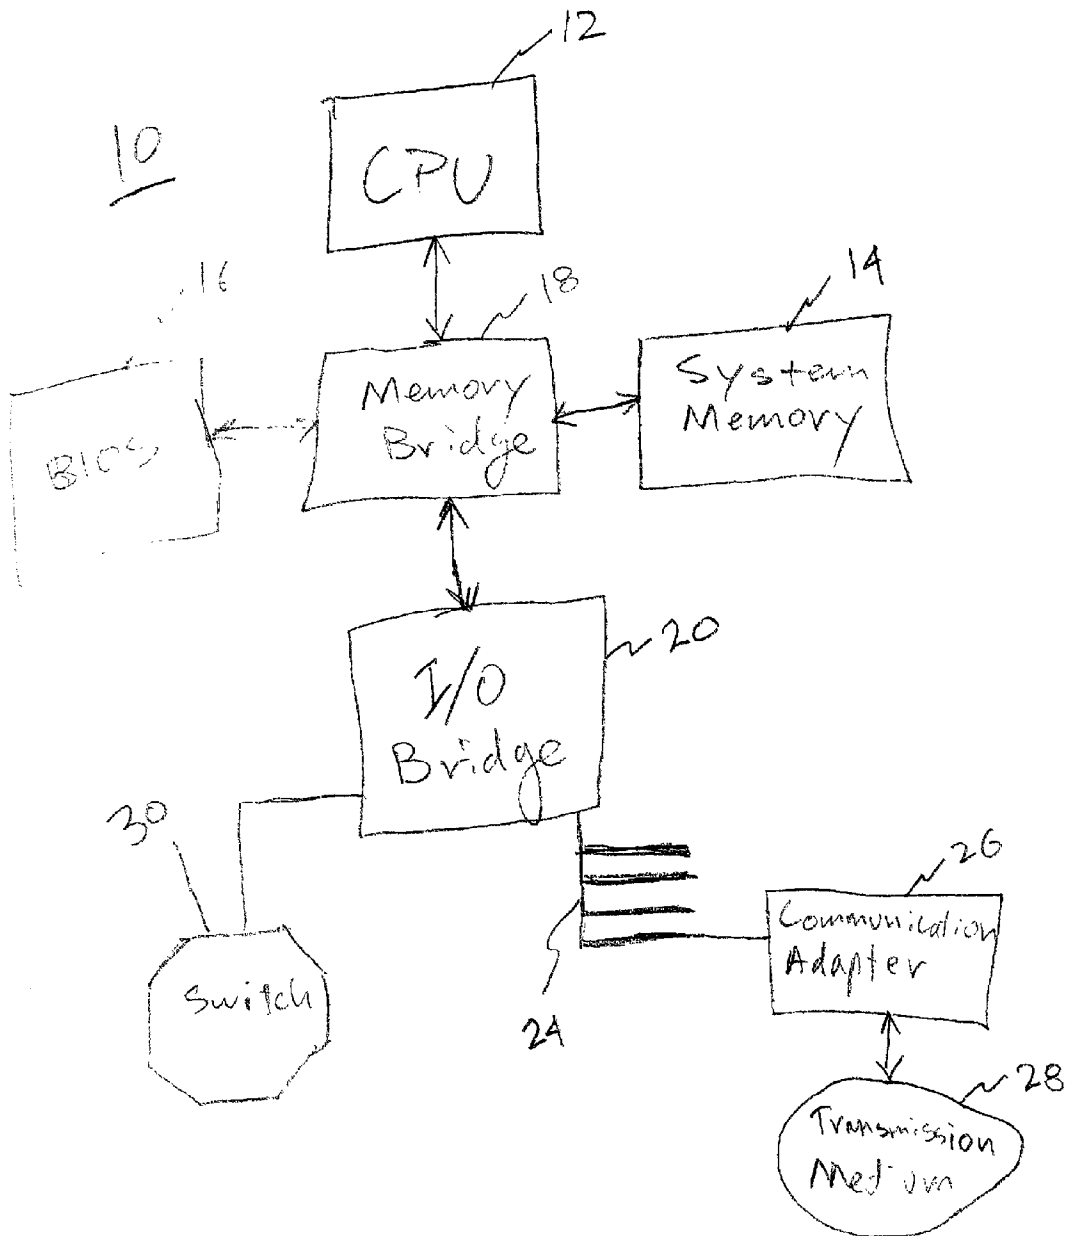 12
10
CPU
16
18
14
BIOS
Memory
Bridge
System
Memory
20
I/O
Bridge
30
26
Communication
Adapter
Switch
24
28
Transmission
Medium